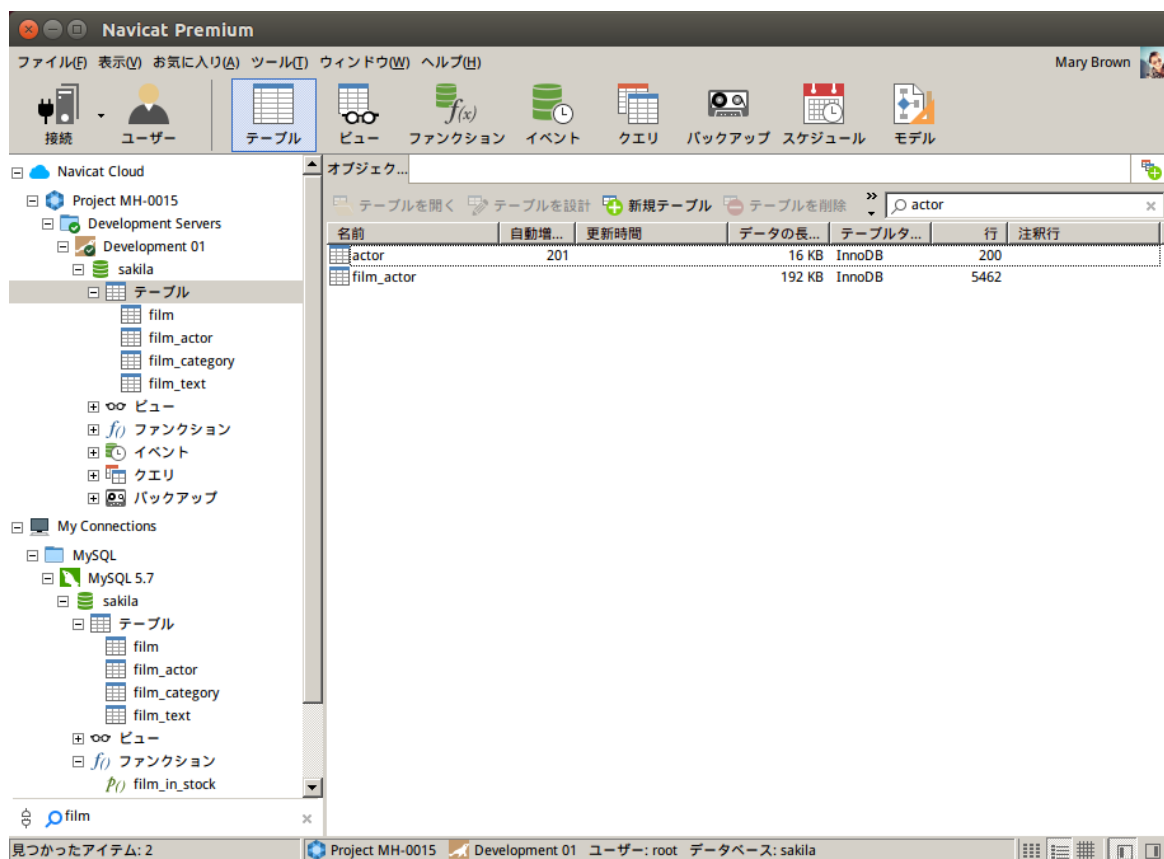 Navicat Premium
ファイル(F) 表示(V) お気に入り(A) ツール(T) ウィンドウ(W) ヘルプ(H) Mary Brown
接続 ユーザー テーブル ビュー ファンクション イベント クエリ バックアップ スケジュール モデル
f(x)
Navicat Cloud
Project MH-0015
Development Servers
Development 01
sakila
テーブル
film
film_actor
film_category
film_text
ビュー
f() ファンクション
イベント
クエリ
バックアップ
My Connections
MySQL
MySQL 5.7
sakila
テーブル
film
film_actor
film_category
film_text
ビュー
f() ファンクション
p() film_in_stock
film
オブジェク...
テーブルを開く テーブルを設計 新規テーブル テーブルを削除 » actor
名前 自動増... 更新時間 データの長... テーブルタ... 行 注釈行
actor 201 16 KB InnoDB 200
film_actor 192 KB InnoDB 5462
見つかったアイテム: 2 Project MH-0015 Development 01 ユーザー: root データベース: sakila